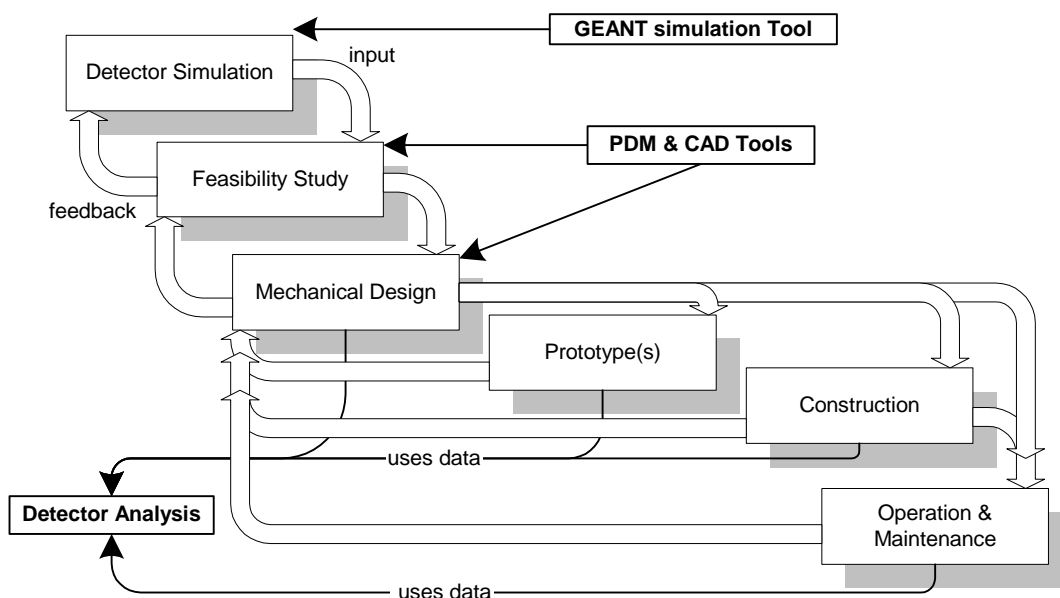 GEANT simulation Tool
input
Detector Simulation
PDM & CAD Tools
Feasibility Study
feedback
Mechanical Design
Prototype(s)
Construction
uses data
Detector Analysis
Operation &
Maintenance
uses data